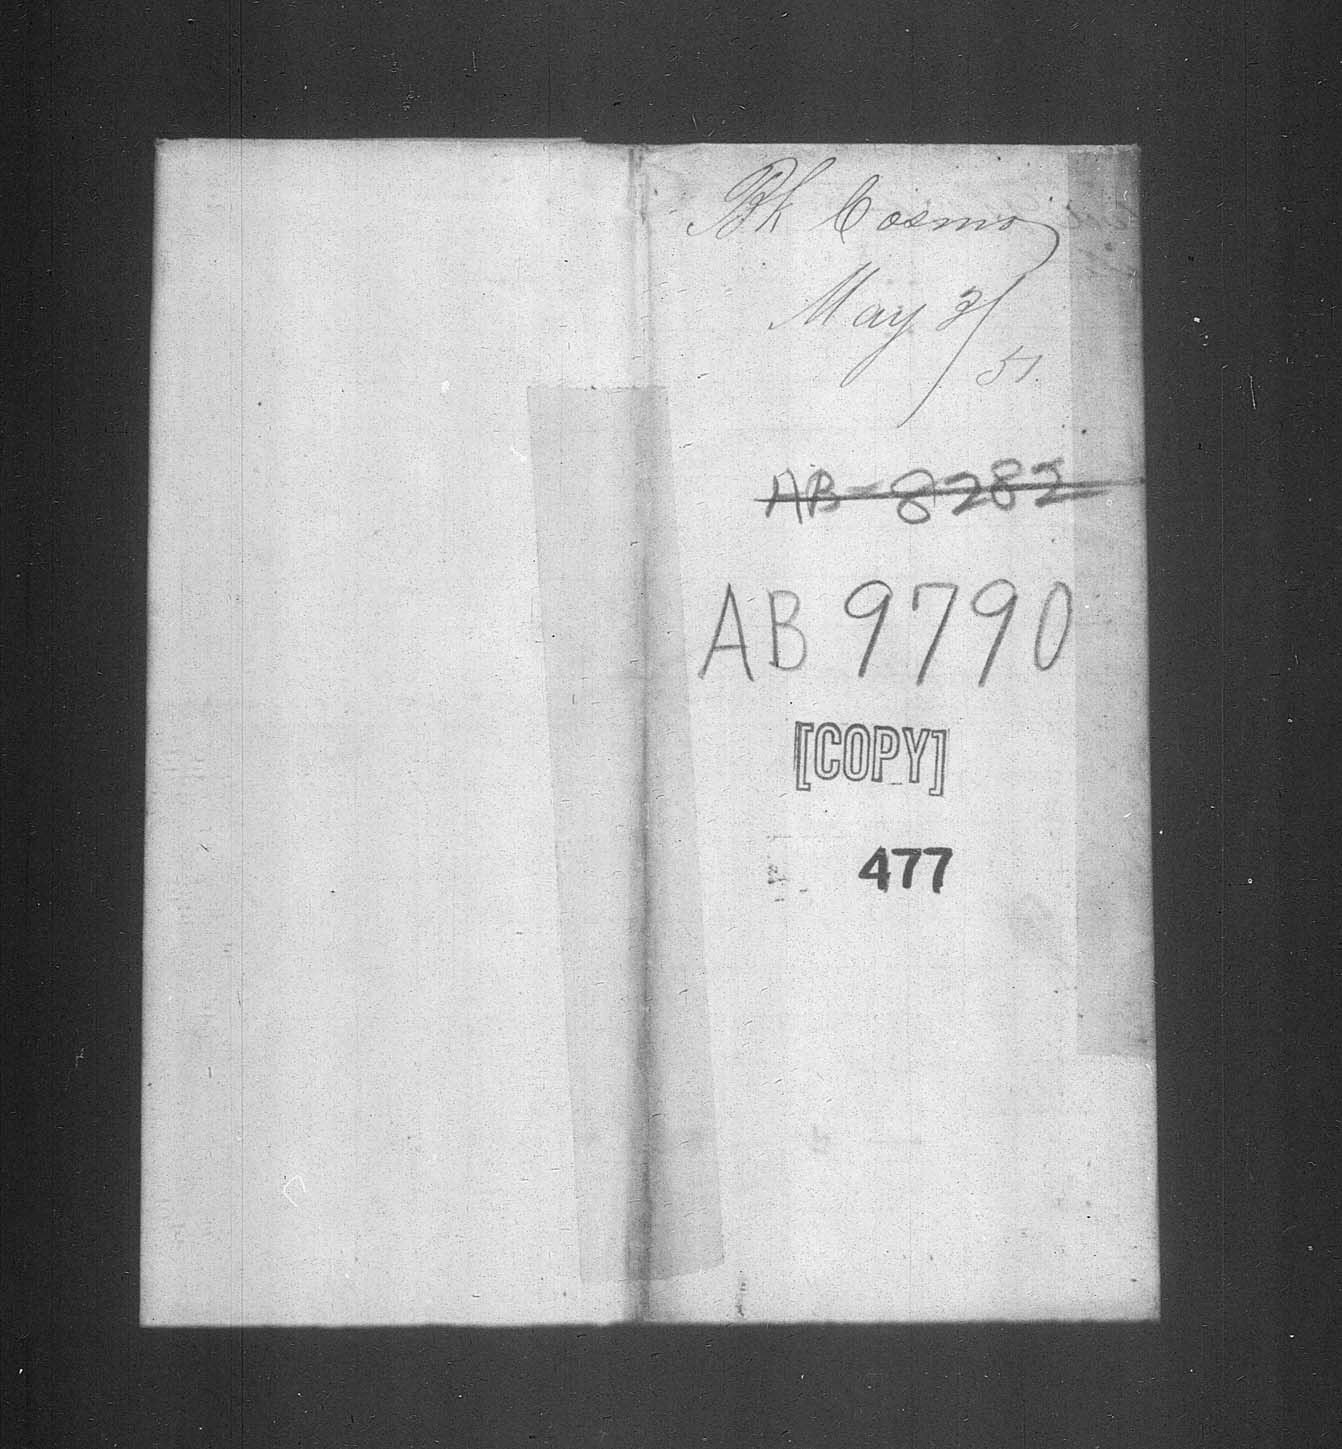 Bk Cosmo
May 2/
51.
AB-8282
AB 9790
[COPY]
477